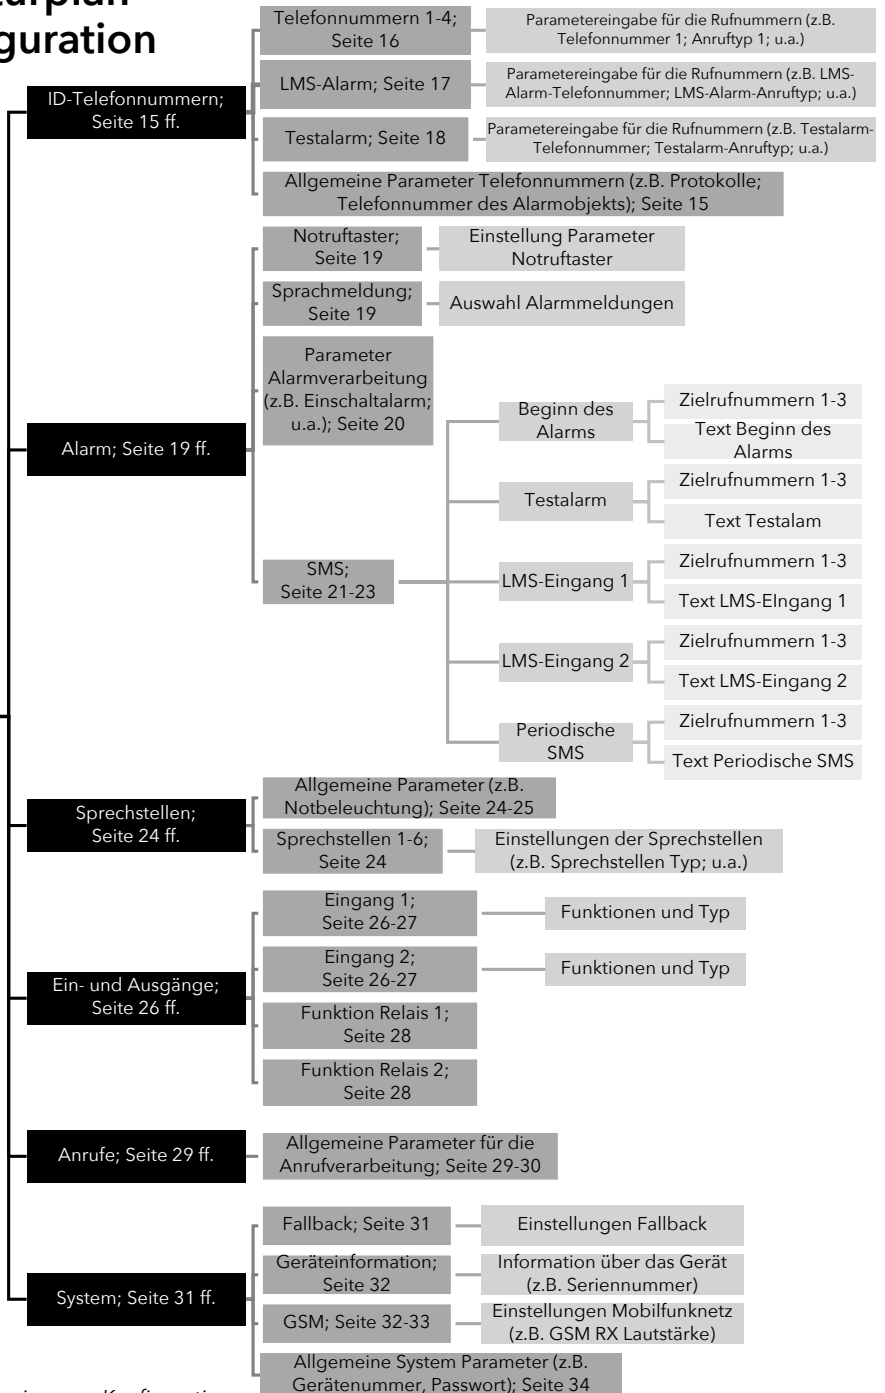 guration
Telefonnummern 1-4;
Seite 16
Parametereingabe für die Rufnummern (z.B.
Telefonnummer 1; Anruftyp 1; u.a.)
ID-Telefonnummern;
Seite 15 ff.
LMS-Alarm; Seite 17
Parametereingabe für die Rufnummern (z.B. LMS-
Alarm-Telefonnummer; LMS-Alarm-Anruftyp; u.a.)
Testalarm; Seite 18
Parametereingabe für die Rufnummern (z.B. Testalarm-
Telefonnummer; Testalarm-Anruftyp; u.a.)
Allgemeine Parameter Telefonnummern (z.B. Protokolle;
Telefonnummer des Alarmobjekts); Seite 15
Alarm; Seite 19 ff.
Notruftaster;
Seite 19
Einstellung Parameter
Notruftaster
Sprachmeldung;
Seite 19
Auswahl Alarmmeldungen
Parameter
Alarmverarbeitung
(z.B. Einschaltalarm;
u.a.); Seite 20
SMS;
Seite 21-23
Beginn des
Alarms
Zielrufnummern 1-3
Text Beginn des
Alarms
Testalarm
Zielrufnummern 1-3
Text Testalam
LMS-Eingang 1
Zielrufnummern 1-3
Text LMS-EIngang 1
LMS-Eingang 2
Zielrufnummern 1-3
Text LMS-Eingang 2
Periodische
SMS
Zielrufnummern 1-3
Text Periodische SMS
Sprechstellen;
Seite 24 ff.
Allgemeine Parameter (z.B.
Notbeleuchtung); Seite 24-25
Sprechstellen 1-6;
Seite 24
Einstellungen der Sprechstellen
(z.B. Sprechstellen Typ; u.a.)
Ein- und Ausgänge;
Seite 26 ff.
Eingang 1;
Seite 26-27
Funktionen und Typ
Eingang 2;
Seite 26-27
Funktionen und Typ
Funktion Relais 1;
Seite 28
Funktion Relais 2;
Seite 28
Anrufe; Seite 29 ff.
Allgemeine Parameter für die
Anrufverarbeitung; Seite 29-30
System; Seite 31 ff.
Fallback; Seite 31
Einstellungen Fallback
Geräteinformation;
Seite 32
Information über das Gerät
(z.B. Seriennummer)
GSM; Seite 32-33
Einstellungen Mobilfunknetz
(z.B. GSM RX Lautstärke)
Allgemeine System Parameter (z.B.
Gerätenummer, Passwort); Seite 34